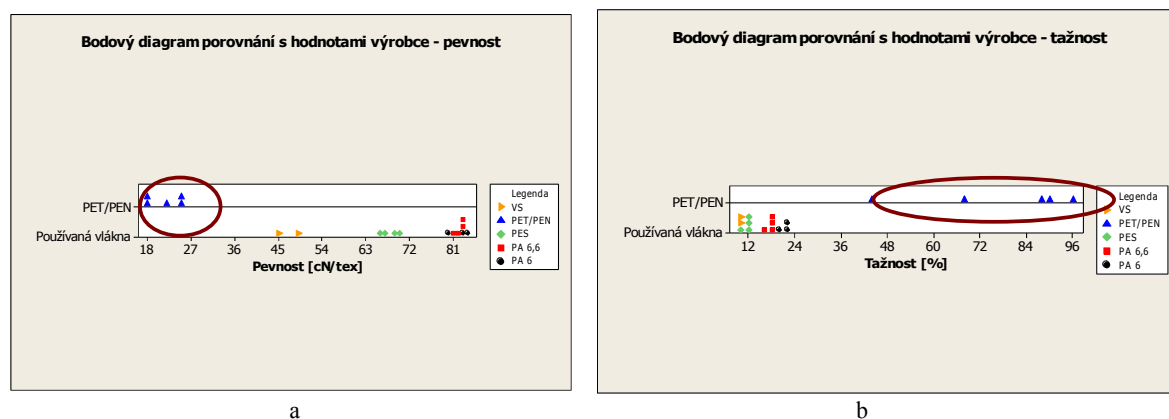 Bodový diagram porovnání s hodnotami výrobce - pevnost
PET/PEN
Používaná vlákna
18 27 36 45 54 63 72 81
Pevnost [cN/tex]
Legenda
VS
PET/PEN
PES
PA 6,6
PA 6
a
Bodový diagram porovnání s hodnotami výrobce - tažnost
PET/PEN
Používaná vlákna
12 24 36 48 60 72 84 96
Tažnost [%]
Legenda
VS
PET/PEN
PES
PA 6,6
PA 6
b